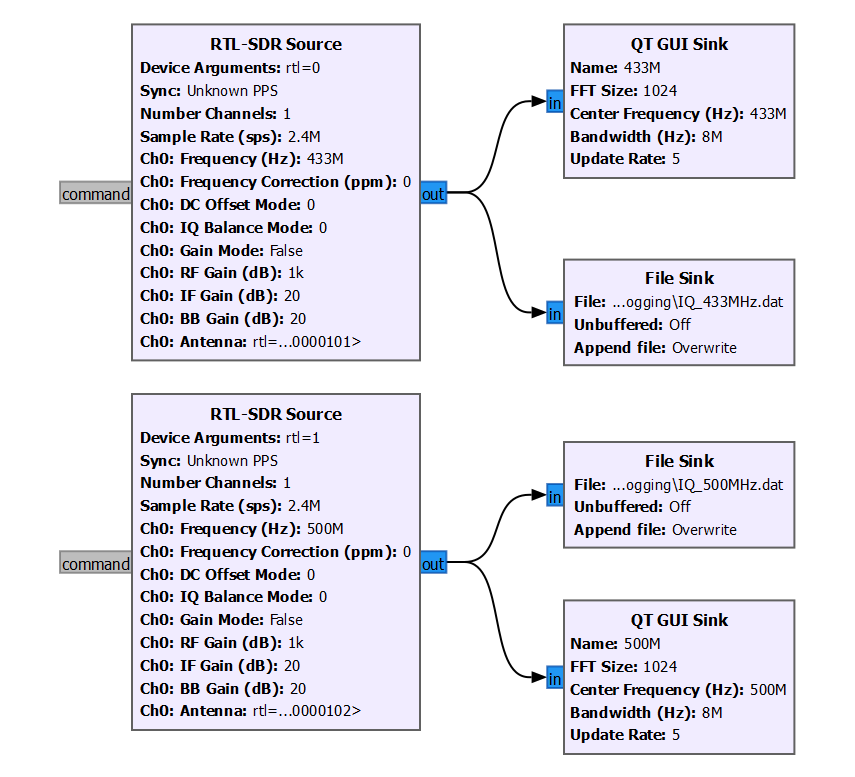 RTL-SDR Source
Device Arguments: rtl=0
Sync: Unknown PPS
Number Channels: 1
Sample Rate (sps): 2.4M
Ch0: Frequency (Hz): 433M
Ch0: Frequency Correction (ppm): 0
Ch0: DC Offset Mode: 0
Ch0: IQ Balance Mode: 0
Ch0: Gain Mode: False
Ch0: RF Gain (dB): 1k
Ch0: IF Gain (dB): 20
Ch0: BB Gain (dB): 20
Ch0: Antenna: rtl=...0000101>
command
out
QT GUI Sink
Name: 433M
FFT Size: 1024
Center Frequency (Hz): 433M
Bandwidth (Hz): 8M
Update Rate: 5
in
File Sink
File: ...ogging\IQ_433MHz.dat
Unbuffered: Off
Append file: Overwrite
in
RTL-SDR Source
Device Arguments: rtl=1
Sync: Unknown PPS
Number Channels: 1
Sample Rate (sps): 2.4M
Ch0: Frequency (Hz): 500M
Ch0: Frequency Correction (ppm): 0
Ch0: DC Offset Mode: 0
Ch0: IQ Balance Mode: 0
Ch0: Gain Mode: False
Ch0: RF Gain (dB): 1k
Ch0: IF Gain (dB): 20
Ch0: BB Gain (dB): 20
Ch0: Antenna: rtl=...0000102>
command
out
File Sink
File: ...ogging\IQ_500MHz.dat
Unbuffered: Off
Append file: Overwrite
in
QT GUI Sink
Name: 500M
FFT Size: 1024
Center Frequency (Hz): 500M
Bandwidth (Hz): 8M
Update Rate: 5
in